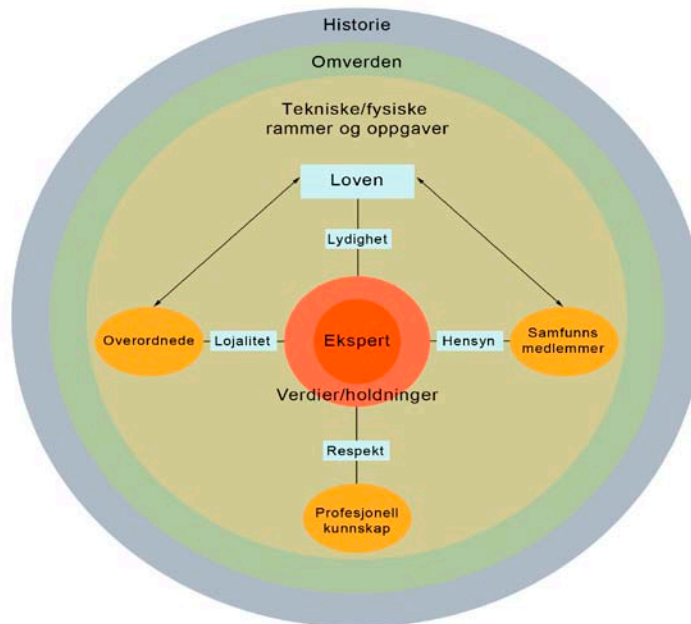 Historie
Omverden
Tekniske/fysiske
rammer og oppgaver
Loven
Lydighet
Overordnede
Lojalitet
Ekspert
Hensyn
Samfunns
medlemmer
Verdier/holdninger
Respekt
Profesjonell
kunnskap